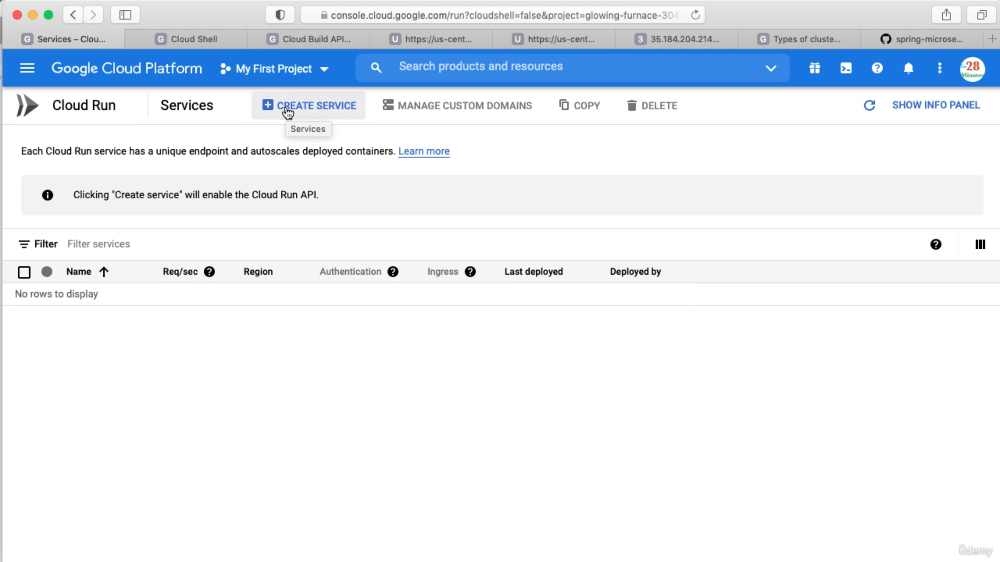 console.cloud.google.com/run?cloudshell=false&project=glowing-furnace-304
G Services – Clou...
G Cloud Shell
G Cloud Build API...
U https://us-cent...
U https://us-cent...
3 35.184.204.214...
G Types of cluste...
spring-microse...
Google Cloud Platform
My First Project
Search products and resources
28
Minutes
Cloud Run
Services
CREATE SERVICE
MANAGE CUSTOM DOMAINS
COPY
DELETE
SHOW INFO PANEL
Services
Each Cloud Run service has a unique endpoint and autoscales deployed containers. Learn more
Clicking "Create service" will enable the Cloud Run API.
Filter Filter services
Name Req/sec Region Authentication Ingress Last deployed Deployed by
No rows to display
ûdemy